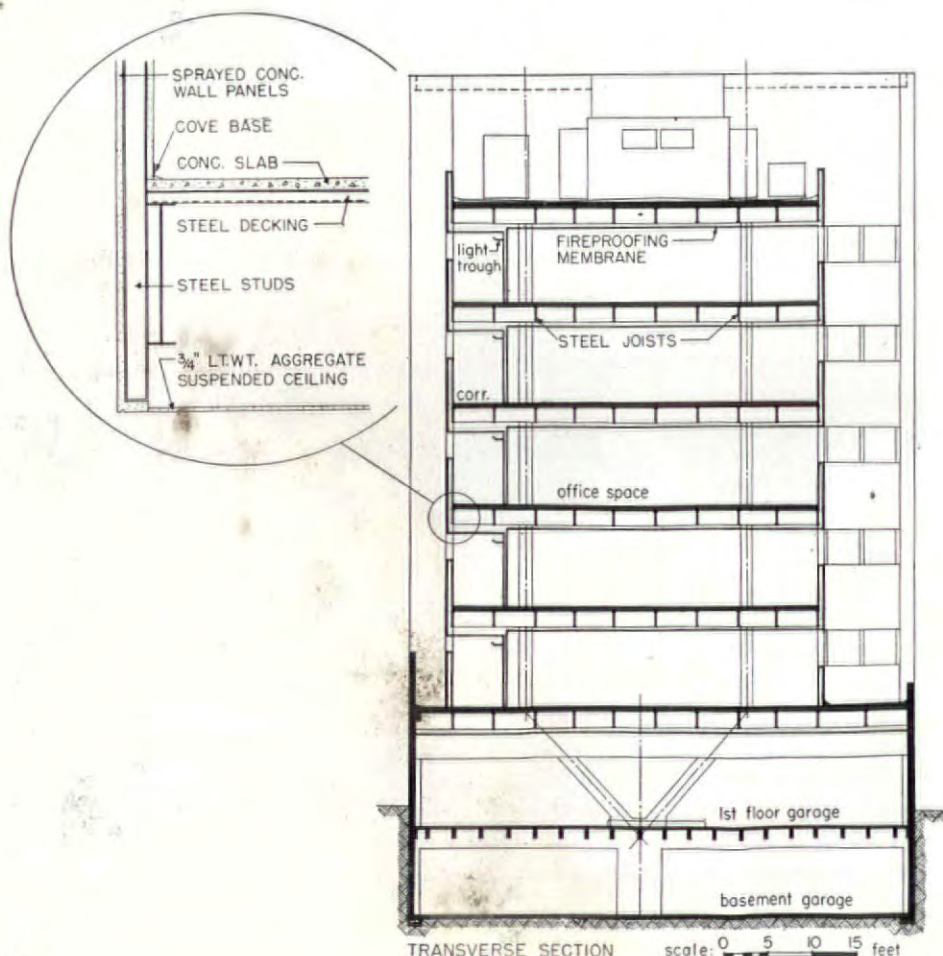 SPRAYED CONC.
WALL PANELS
COVE BASE
CONC. SLAB
STEEL DECKING
STEEL STUDS
3/4" LT.WT. AGGREGATE
SUSPENDED CEILING
light-
trough
FIREPROOFING
MEMBRANE
STEEL JOISTS
corr.
office space
1st floor garage
basement garage
TRANSVERSE SECTION
scale: 0 5 10 15 feet